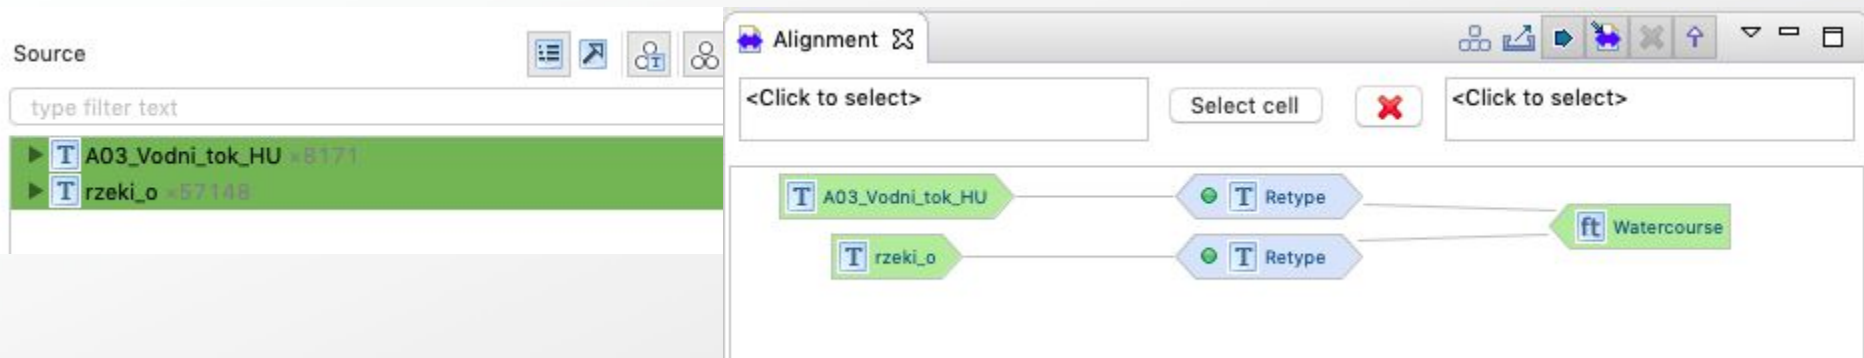 Source
type filter text
T A03_Vodni_tok_HU ×8171
T rzeki_o ×57148
Alignment
<Click to select>
Select cell
<Click to select>
T A03_Vodni_tok_HU
T Retype
ft Watercourse
T rzeki_o
T Retype